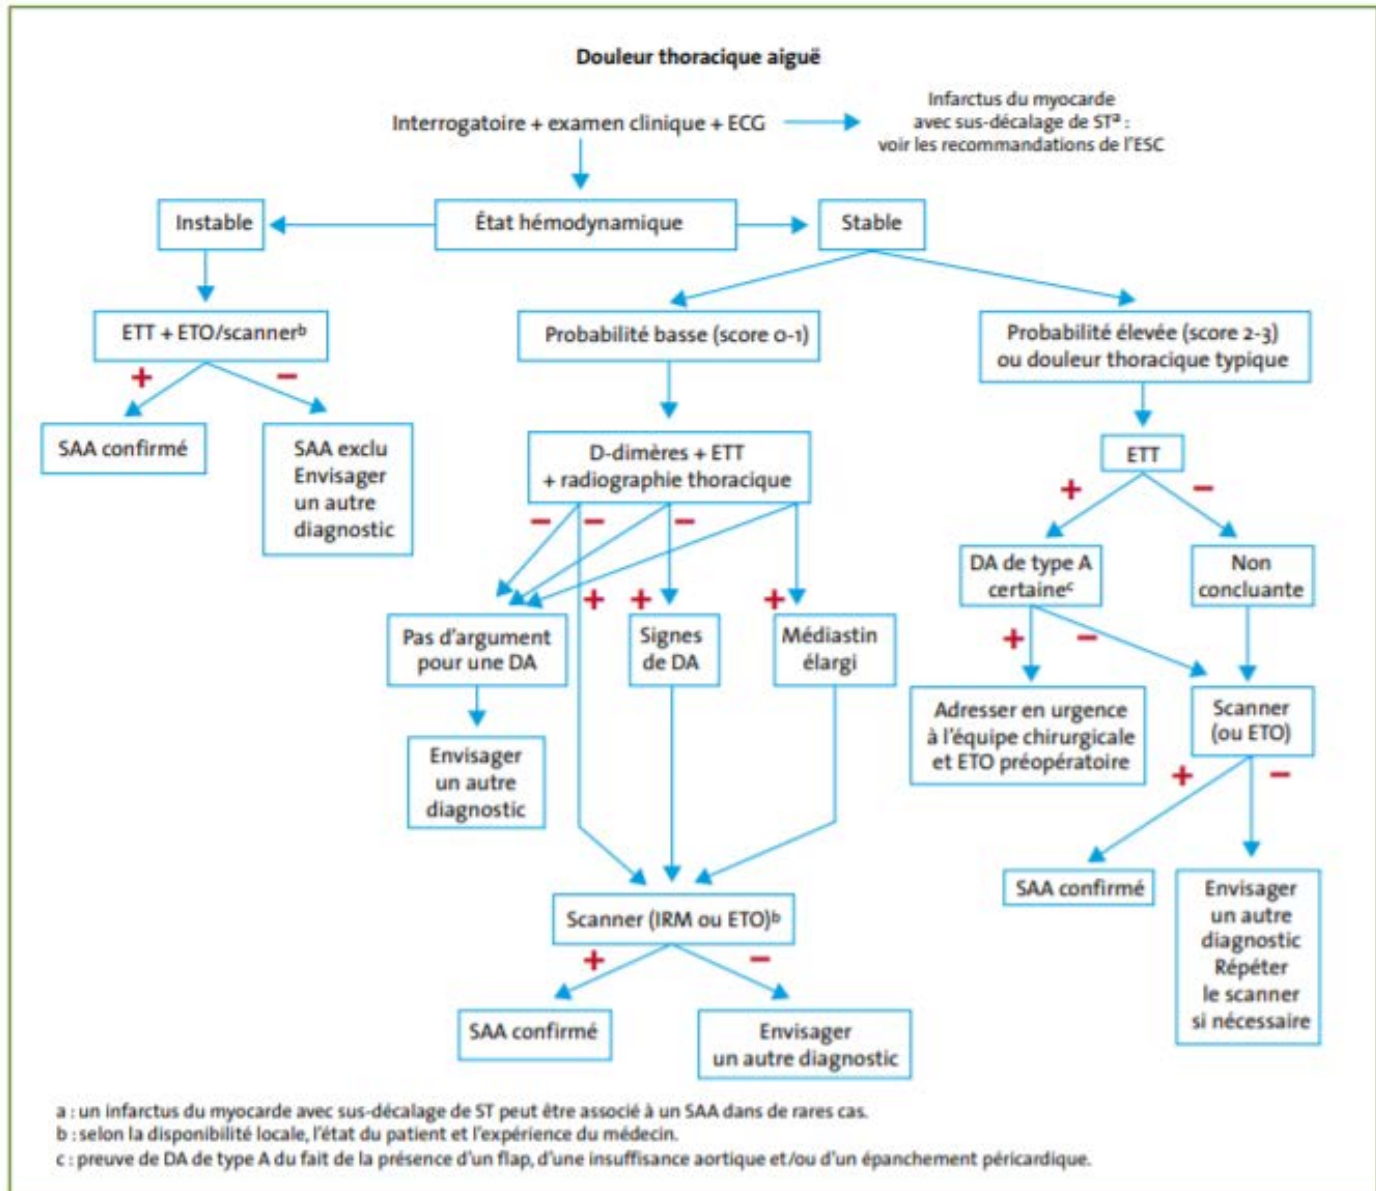 Douleur thoracique aiguë
Interrogatoire + examen clinique + ECG
Infarctus du myocarde
avec sus-décalage de STª :
voir les recommandations de l'ESC
Instable
État hémodynamique
Stable
ETT + ETO/scannerᵇ
Probabilité basse (score 0-1)
Probabilité élevée (score 2-3)
ou douleur thoracique typique
+
−
SAA confirmé
SAA exclu
Envisager
un autre
diagnostic
D-dimères + ETT
+ radiographie thoracique
ETT
+
−
−
−
−
DA de type A
certaineᶜ
Non
concluante
+
+
+
Pas d'argument
pour une DA
Signes
de DA
Médiastin
élargi
+
−
Envisager
un autre
diagnostic
Adresser en urgence
à l'équipe chirurgicale
et ETO préopératoire
Scanner
(ou ETO)
+
−
Scanner (IRM ou ETO)ᵇ
SAA confirmé
Envisager
un autre
diagnostic
Répéter
le scanner
si nécessaire
+
−
SAA confirmé
Envisager
un autre diagnostic
a : un infarctus du myocarde avec sus-décalage de ST peut être associé à un SAA dans de rares cas.
b : selon la disponibilité locale, l'état du patient et l'expérience du médecin.
c : preuve de DA de type A du fait de la présence d'un flap, d'une insuffisance aortique et/ou d'un épanchement péricardique.